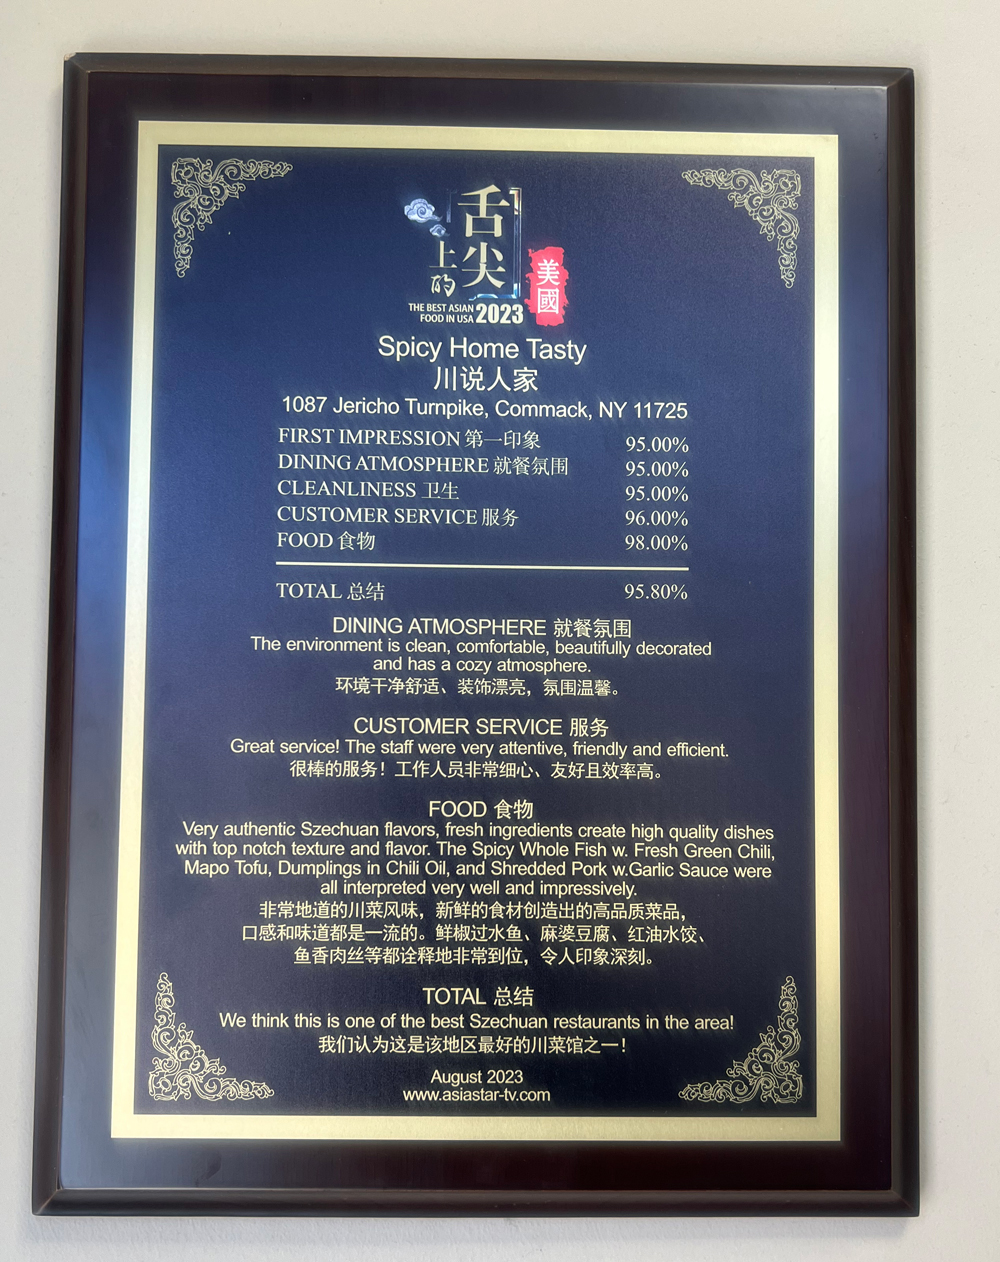 舌尖
上的
美國
THE BEST ASIAN
FOOD IN USA 2023
Spicy Home Tasty
川说人家
1087 Jericho Turnpike, Commack, NY 11725
FIRST IMPRESSION 第一印象 95.00%
DINING ATMOSPHERE 就餐氛围 95.00%
CLEANLINESS 卫生 95.00%
CUSTOMER SERVICE 服务 96.00%
FOOD 食物 98.00%
TOTAL 总结 95.80%
DINING ATMOSPHERE 就餐氛围
The environment is clean, comfortable, beautifully decorated
and has a cozy atmosphere.
环境干净舒适、装饰漂亮，氛围温馨。
CUSTOMER SERVICE 服务
Great service! The staff were very attentive, friendly and efficient.
很棒的服务！工作人员非常细心、友好且效率高。
FOOD 食物
Very authentic Szechuan flavors, fresh ingredients create high quality dishes
with top notch texture and flavor. The Spicy Whole Fish w. Fresh Green Chili,
Mapo Tofu, Dumplings in Chili Oil, and Shredded Pork w.Garlic Sauce were
all interpreted very well and impressively.
非常地道的川菜风味，新鲜的食材创造出的高品质菜品，
口感和味道都是一流的。鲜椒过水鱼、麻婆豆腐、红油水饺、
鱼香肉丝等都诠释地非常到位，令人印象深刻。
TOTAL 总结
We think this is one of the best Szechuan restaurants in the area!
我们认为这是该地区最好的川菜馆之一！
August 2023
www.asiastar-tv.com